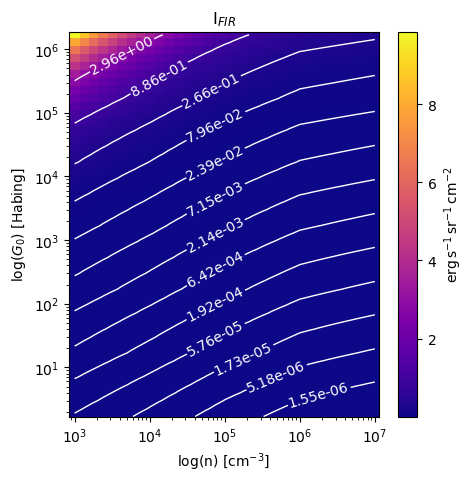 I_FIR
10^6
10^5
10^4
10^3
10^2
10^1
log(G_0) [Habing]
2.96e+00
8.86e-01
2.66e-01
7.96e-02
2.39e-02
7.15e-03
2.14e-03
6.42e-04
1.92e-04
5.76e-05
1.73e-05
5.18e-06
1.55e-06
10^3 10^4 10^5 10^6 10^7
log(n) [cm^−3]
8
6
4
2
erg s^−1 sr^−1 cm^−2